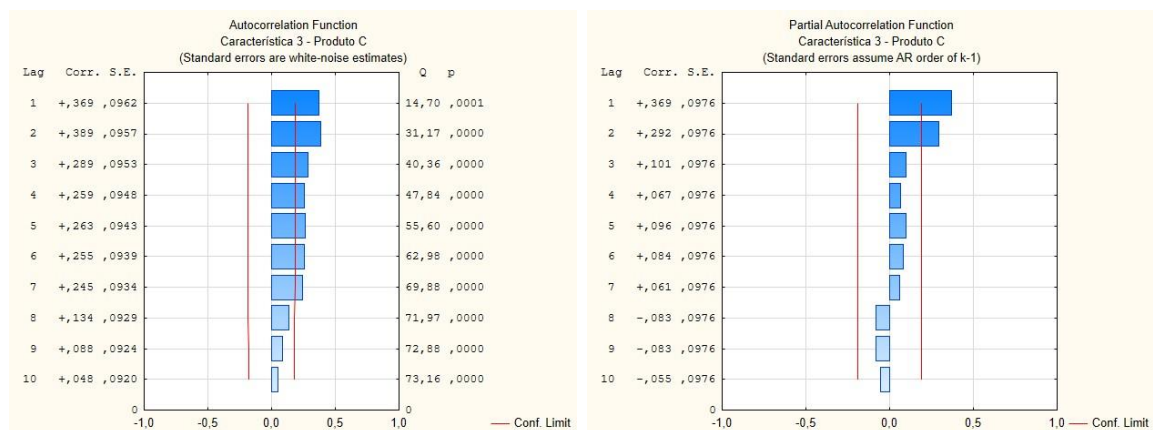 Autocorrelation Function
Característica 3 - Produto C
(Standard errors are white-noise estimates)
Lag Corr. S.E. Q p
1 +,369 ,0962 14,70 ,0001
2 +,389 ,0957 31,17 ,0000
3 +,289 ,0953 40,36 ,0000
4 +,259 ,0948 47,84 ,0000
5 +,263 ,0943 55,60 ,0000
6 +,255 ,0939 62,98 ,0000
7 +,245 ,0934 69,88 ,0000
8 +,134 ,0929 71,97 ,0000
9 +,088 ,0924 72,88 ,0000
10 +,048 ,0920 73,16 ,0000
0 0
-1,0 -0,5 0,0 0,5 1,0
Conf. Limit
Partial Autocorrelation Function
Característica 3 - Produto C
(Standard errors assume AR order of k-1)
Lag Corr. S.E.
1 +,369 ,0976
2 +,292 ,0976
3 +,101 ,0976
4 +,067 ,0976
5 +,096 ,0976
6 +,084 ,0976
7 +,061 ,0976
8 -,083 ,0976
9 -,083 ,0976
10 -,055 ,0976
0
-1,0 -0,5 0,0 0,5 1,0
Conf. Limit